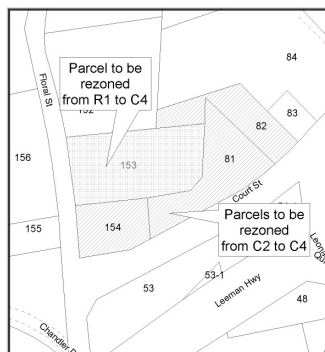 84
Floral St
Parcel to be
rezoned
from R1 to C4
83
82
156
153
81
Court St
Parcels to be
rezoned
from C2 to C4
154
155
53-1
53
Leeman Hwy
48